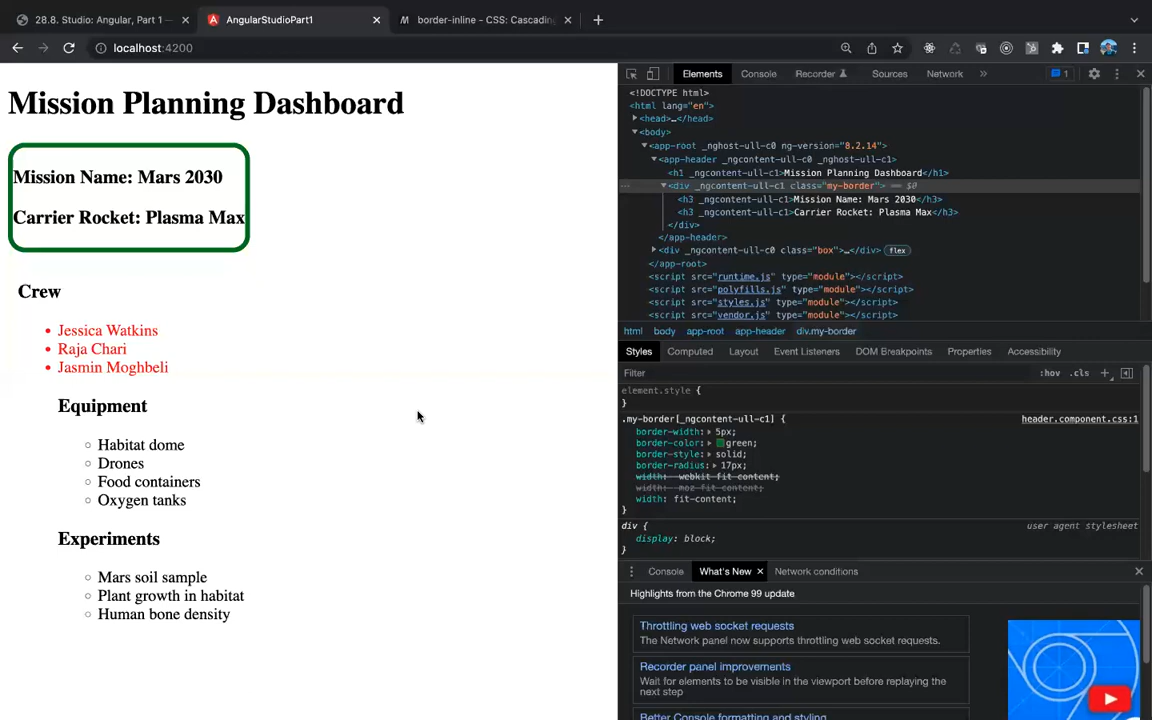 28.8. Studio: Angular, Part 1 —
AngularStudioPart1
border-inline - CSS: Cascading
localhost:4200
Mission Planning Dashboard
Mission Name: Mars 2030
Carrier Rocket: Plasma Max
Crew
Jessica Watkins
Raja Chari
Jasmin Moghbeli
Equipment
Habitat dome
Drones
Food containers
Oxygen tanks
Experiments
Mars soil sample
Plant growth in habitat
Human bone density
Elements Console Recorder Sources Network » 1
<!DOCTYPE html>
<html lang="en">
<head>…</head>
<body>
<app-root _nghost-ull-c0 ng-version="8.2.14">
<app-header _ngcontent-ull-c0 _nghost-ull-c1>
<h1 _ngcontent-ull-c1>Mission Planning Dashboard</h1>
… <div _ngcontent-ull-c1 class="my-border"> == $0
<h3 _ngcontent-ull-c1>Mission Name: Mars 2030</h3>
<h3 _ngcontent-ull-c1>Carrier Rocket: Plasma Max</h3>
</div>
</app-header>
<div _ngcontent-ull-c0 class="box">…</div> flex
</app-root>
<script src="runtime.js" type="module"></script>
<script src="polyfills.js" type="module"></script>
<script src="styles.js" type="module"></script>
<script src="vendor.js" type="module"></script>
html body app-root app-header div.my-border
Styles Computed Layout Event Listeners DOM Breakpoints Properties Accessibility
Filter :hov .cls +
element.style {
}
.my-border[_ngcontent-ull-c1] { header.component.css:1
border-width: 5px;
border-color: green;
border-style: solid;
border-radius: 17px;
width: -webkit-fit-content;
width: -moz-fit-content;
width: fit-content;
}
div { user agent stylesheet
display: block;
}
Console What's New Network conditions
Highlights from the Chrome 99 update
Throttling web socket requests
The Network panel now supports throttling web socket requests.
Recorder panel improvements
Wait for elements to be visible in the viewport before replaying the
next step
Better Console formatting and styling